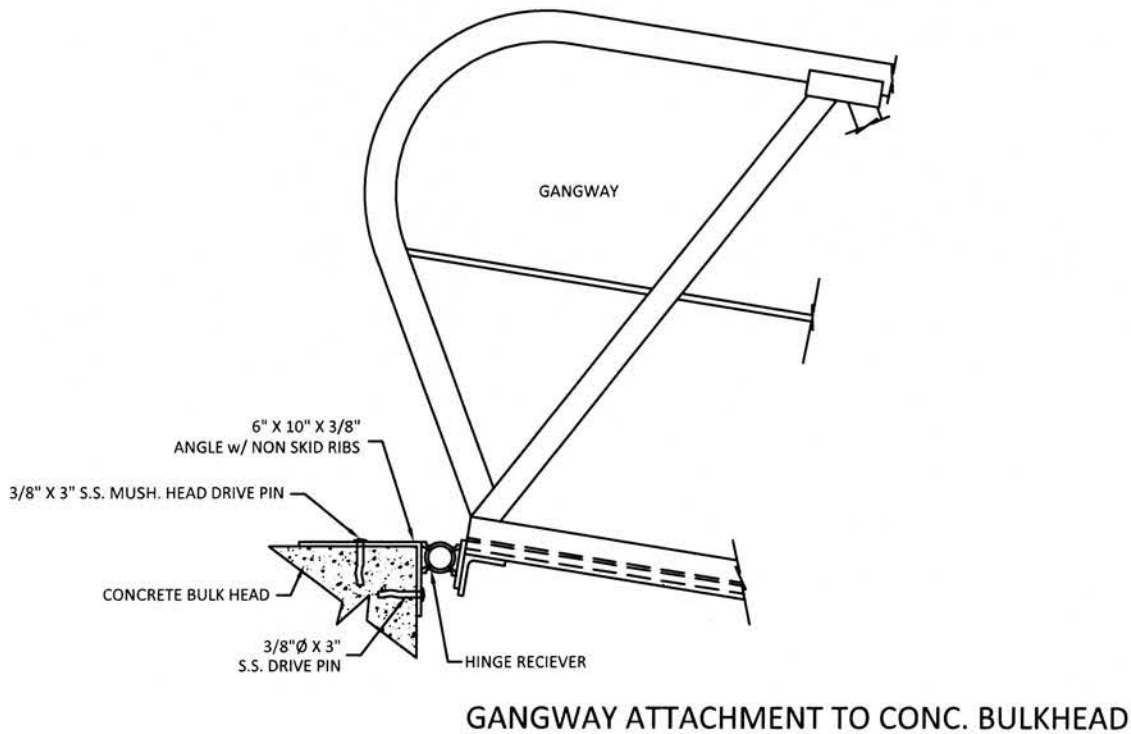 GANGWAY
6" X 10" X 3/8"
ANGLE w/ NON SKID RIBS
3/8" X 3" S.S. MUSH. HEAD DRIVE PIN
CONCRETE BULK HEAD
3/8"Ø X 3"
S.S. DRIVE PIN
HINGE RECIEVER
GANGWAY ATTACHMENT TO CONC. BULKHEAD